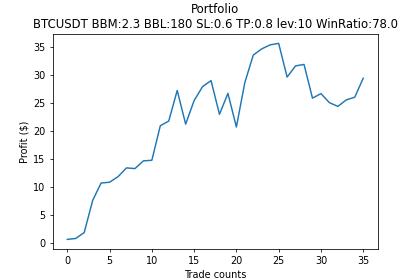 Portfolio
BTCUSDT BBM:2.3 BBL:180 SL:0.6 TP:0.8 lev:10 WinRatio:78.0
35
30
25
20
15
10
5
0
Profit ($)
0 5 10 15 20 25 30 35
Trade counts